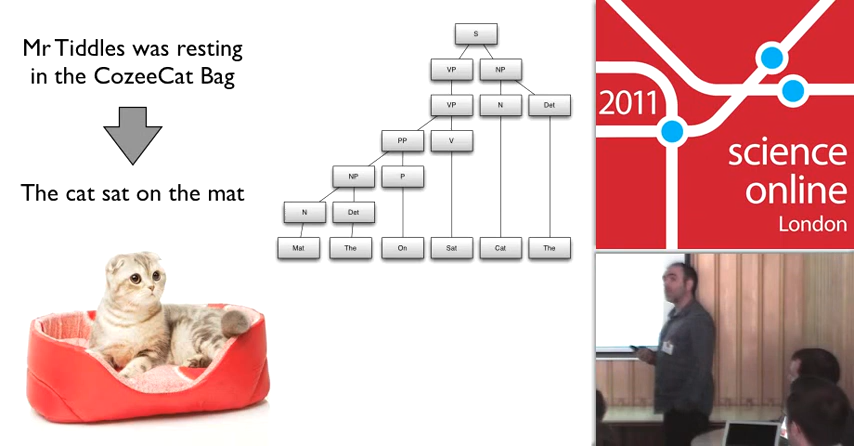 Mr Tiddles was resting
in the CozeeCat Bag
The cat sat on the mat
S
VP NP
VP N Det
PP V
NP P
N Det
Mat The On Sat Cat The
2011
science
online
London